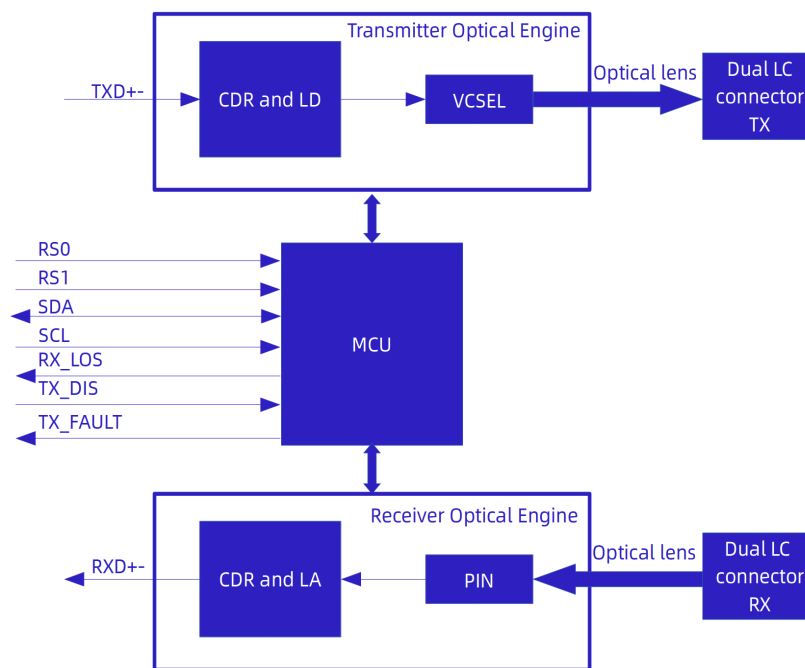 Transmitter Optical Engine
TXD+-
CDR and LD
VCSEL
Optical lens
Dual LC
connector
TX
RS0
RS1
SDA
SCL
RX_LOS
TX_DIS
TX_FAULT
MCU
Receiver Optical Engine
RXD+-
CDR and LA
PIN
Optical lens
Dual LC
connector
RX